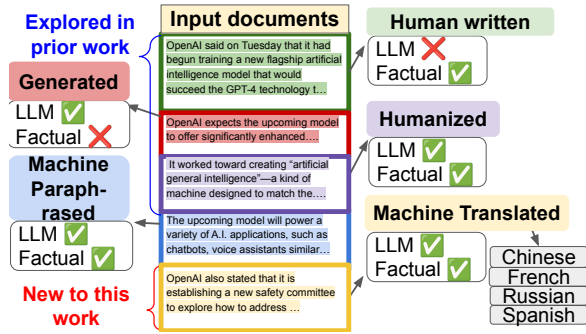 Explored in
prior work
Input documents
OpenAI said on Tuesday that it had
begun training a new flagship artificial
intelligence model that would
succeed the GPT-4 technology t…
OpenAI expects the upcoming model
to offer significantly enhanced….
It worked toward creating “artificial
general intelligence”—a kind of
machine designed to match the….
The upcoming model will power a
variety of A.I. applications, such as
chatbots, voice assistants similar…
OpenAI also stated that it is
establishing a new safety committee
to explore how to address …
Generated
LLM ✅
Factual ❌
Machine
Paraph-
rased
LLM ✅
Factual ✅
New to this
work
Human written
LLM ❌
Factual ✅
Humanized
LLM ✅
Factual ✅
Machine Translated
LLM ✅
Factual ✅
Chinese
French
Russian
Spanish